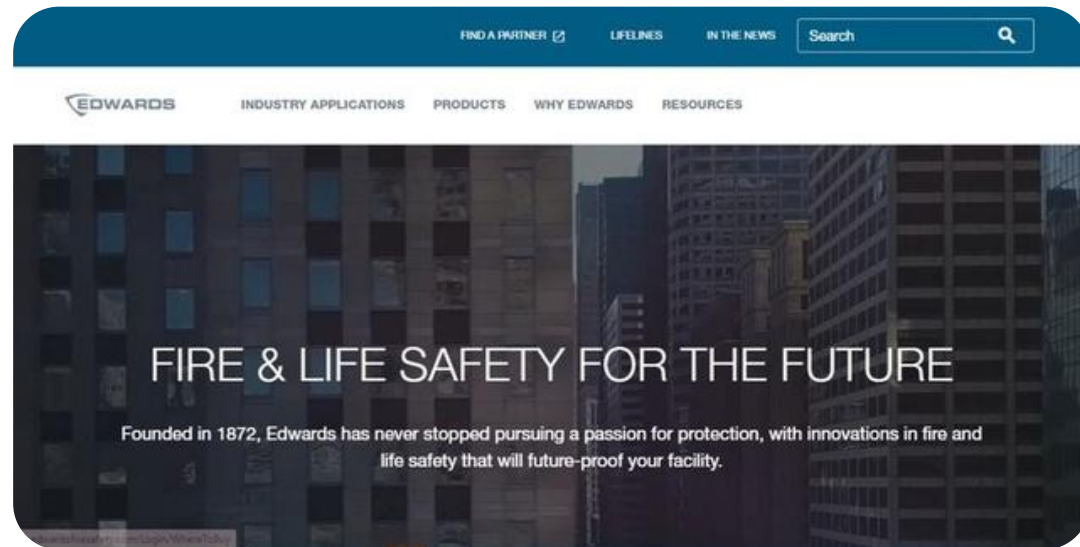 FIND A PARTNER
LIFELINES
IN THE NEWS
Search
EDWARDS
INDUSTRY APPLICATIONS
PRODUCTS
WHY EDWARDS
RESOURCES
FIRE & LIFE SAFETY FOR THE FUTURE
Founded in 1872, Edwards has never stopped pursuing a passion for protection, with innovations in fire and
life safety that will future-proof your facility.